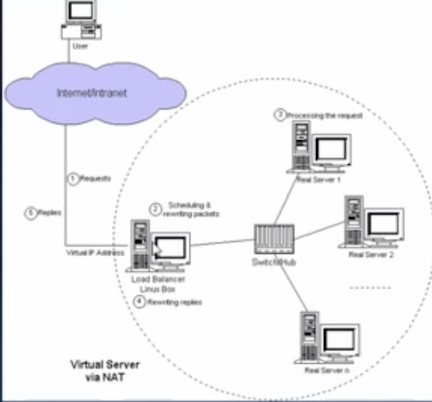 User
Internet/Intranet
③ Processing the request
Real Server 1
① Requests
② Scheduling &
rewriting packets
⑤ Replies
Real Server 2
Virtual IP Address
Switch/Hub
Load Balancer
Linux Box
④ Rewriting replies
Virtual Server
via NAT
Real Server n